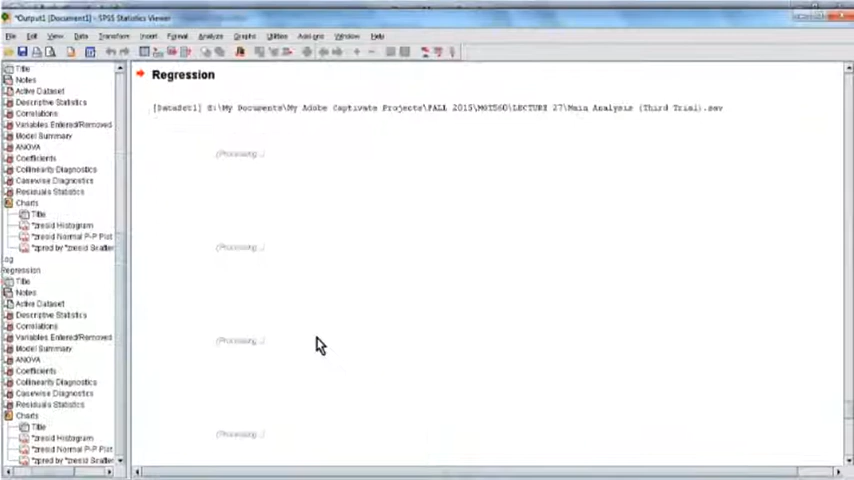 *Output1 [Document1] - SPSS Statistics Viewer
File Edit View Data Transform Insert Format Analyze Graphs Utilities Add-ons Window Help
Title
Notes
Active Dataset
Descriptive Statistics
Correlations
Variables Entered/Removed
Model Summary
ANOVA
Coefficients
Collinearity Diagnostics
Casewise Diagnostics
Residuals Statistics
Charts
Title
*zresid Histogram
*zresid Normal P-P Plot
*zpred by *zresid Scatter
Log
Regression
Title
Notes
Active Dataset
Descriptive Statistics
Correlations
Variables Entered/Removed
Model Summary
ANOVA
Coefficients
Collinearity Diagnostics
Casewise Diagnostics
Residuals Statistics
Charts
Title
*zresid Histogram
*zresid Normal P-P Plot
*zpred by *zresid Scatter
Regression
[DataSet1] E:\My Documents\My Adobe Captivate Projects\FALL 2015\MGT560\LECTURE 27\Main Analysis (Third Trial).sav
(Processing...)
(Processing...)
(Processing...)
(Processing...)